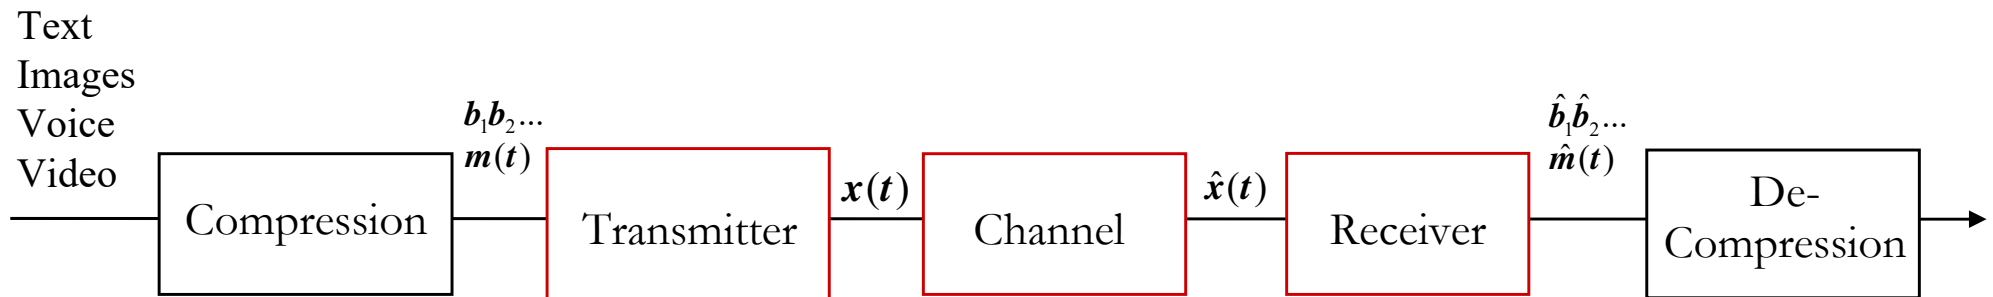 Text
Images
Voice
Video
Compression
b₁b₂...
m(t)
Transmitter
x(t)
Channel
x̂(t)
Receiver
b̂₁b̂₂...
m̂(t)
De-
Compression